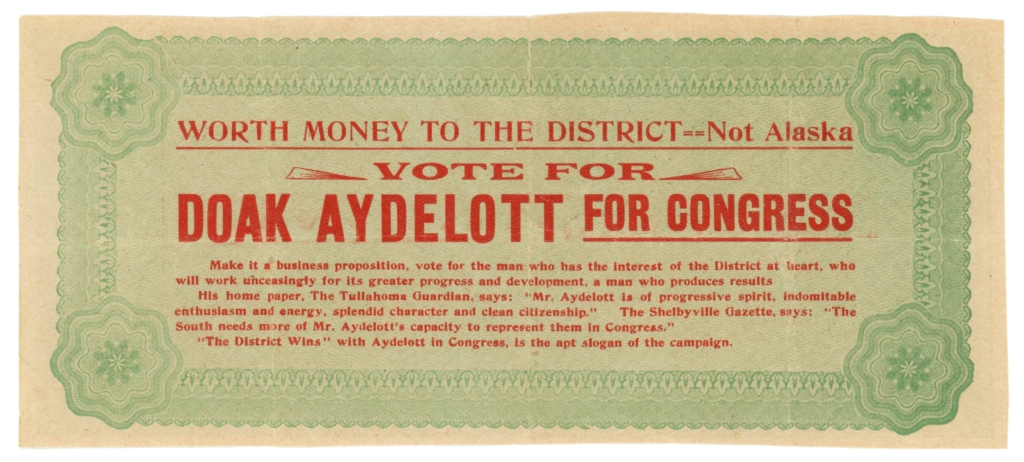 WORTH MONEY TO THE DISTRICT==Not Alaska
VOTE FOR
DOAK AYDELOTT FOR CONGRESS
Make it a business proposition, vote for the man who has the interest of the District at heart, who
will work unceasingly for its greater progress and development, a man who produces results
His home paper, The Tullahoma Guardian, says: "Mr. Aydelott is of progressive spirit, indomitable
enthusiasm and energy, splendid character and clean citizenship." The Shelbyville Gazette, says: "The
South needs more of Mr. Aydelott's capacity to represent them in Congress."
"The District Wins" with Aydelott in Congress, is the apt slogan of the campaign.